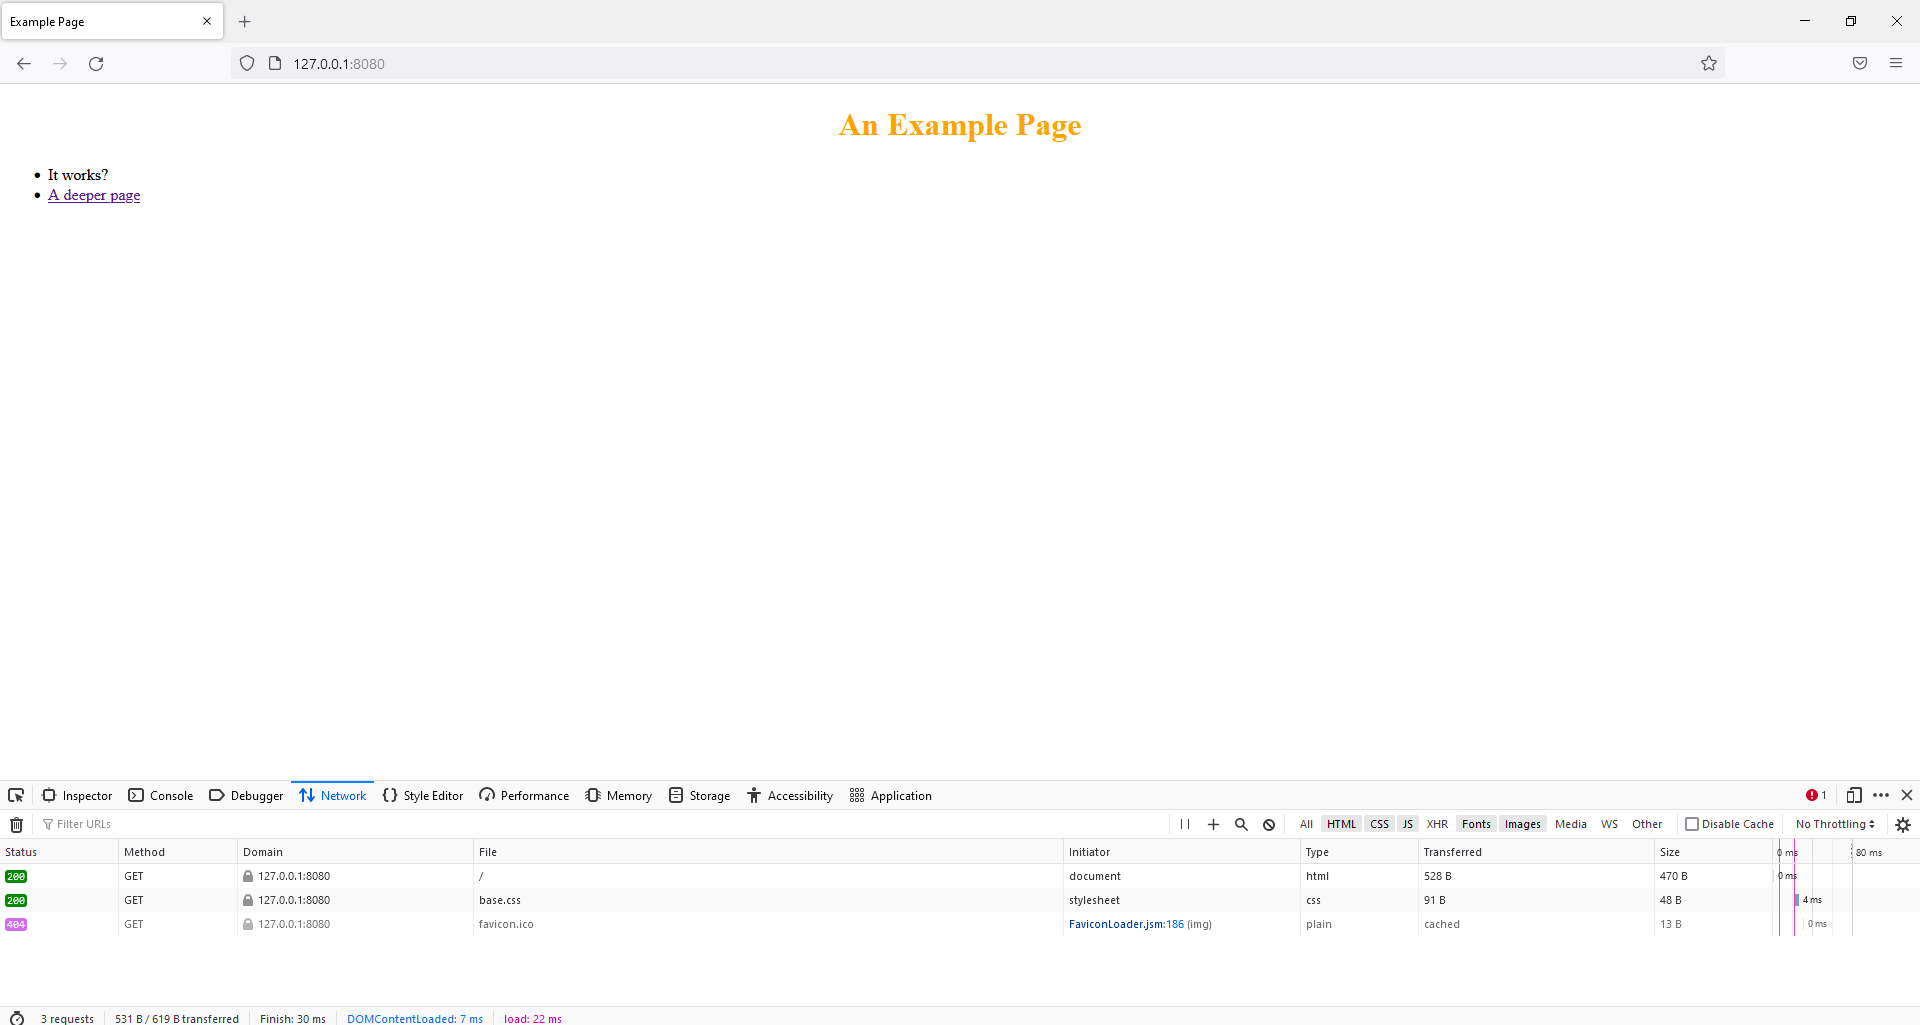 Example Page
127.0.0.1:8080
An Example Page
It works?
A deeper page
Inspector Console Debugger Network Style Editor Performance Memory Storage Accessibility Application 1
Filter URLs All HTML CSS JS XHR Fonts Images Media WS Other Disable Cache No Throttling
Status Method Domain File Initiator Type Transferred Size 0 ms 80 ms
200 GET 127.0.0.1:8080 / document html 528 B 470 B 0 ms
200 GET 127.0.0.1:8080 base.css stylesheet css 91 B 48 B 4 ms
404 GET 127.0.0.1:8080 favicon.ico FaviconLoader.jsm:186 (img) plain cached 13 B 0 ms
3 requests 531 B / 619 B transferred Finish: 30 ms DOMContentLoaded: 7 ms load: 22 ms